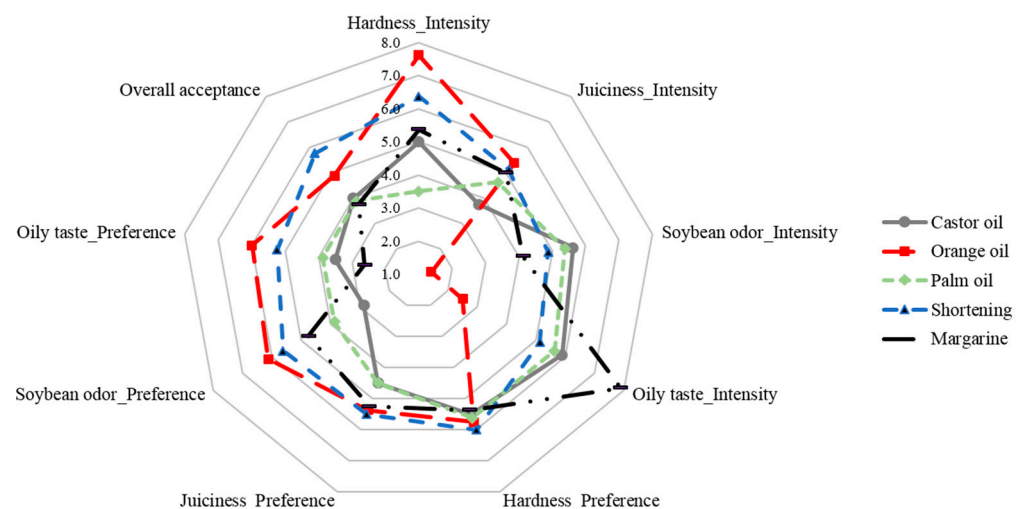 Hardness_Intensity
8.0
7.0
6.0
5.0
4.0
3.0
2.0
1.0
Juiciness_Intensity
Soybean odor_Intensity
Oily taste_Intensity
Hardness_Preference
Juiciness_Preference
Soybean odor_Preference
Oily taste_Preference
Overall acceptance
Castor oil
Orange oil
Palm oil
Shortening
Margarine